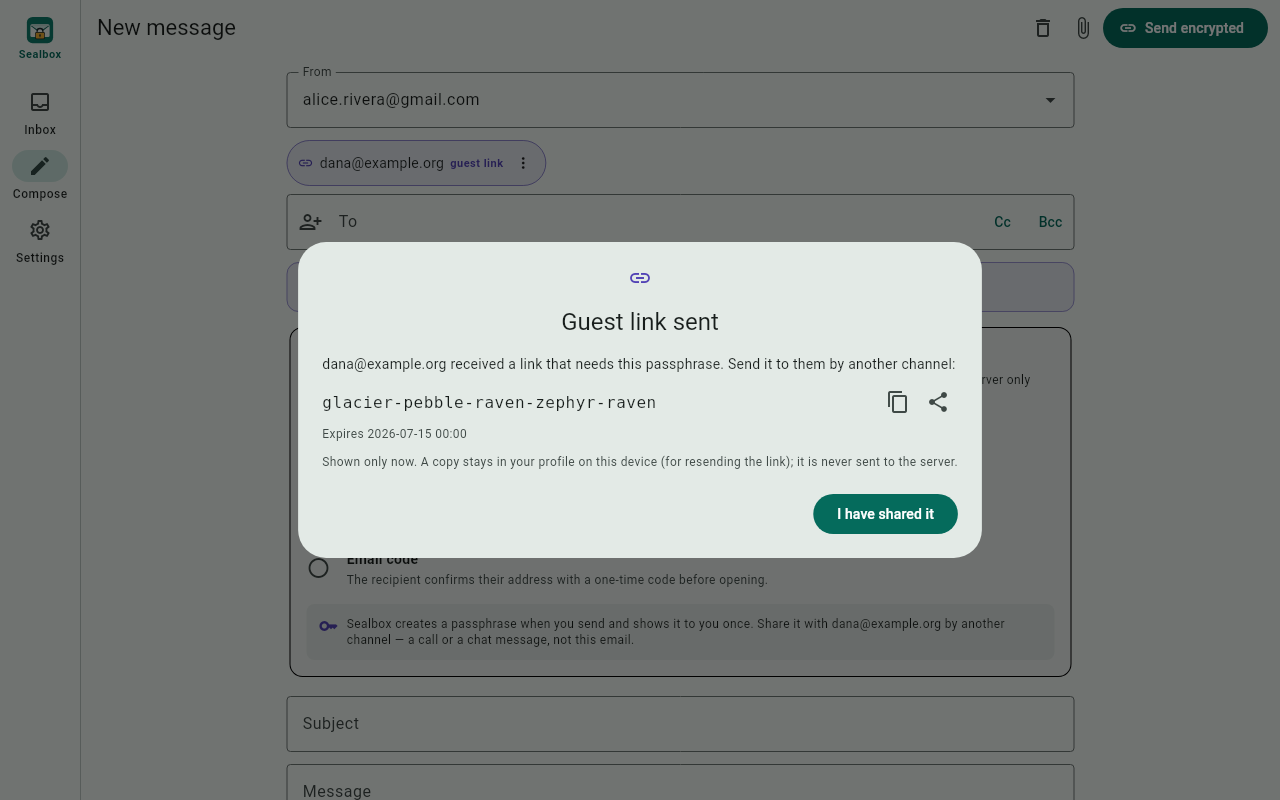 Sealbox
Inbox
Compose
Settings
New message
Send encrypted
From
alice.rivera@gmail.com
dana@example.org guest link
To
Cc
Bcc
rver only
Guest link sent
dana@example.org received a link that needs this passphrase. Send it to them by another channel:
glacier-pebble-raven-zephyr-raven
Expires 2026-07-15 00:00
Shown only now. A copy stays in your profile on this device (for resending the link); it is never sent to the server.
I have shared it
Email code
The recipient confirms their address with a one-time code before opening.
Sealbox creates a passphrase when you send and shows it to you once. Share it with dana@example.org by another
channel — a call or a chat message, not this email.
Subject
Message